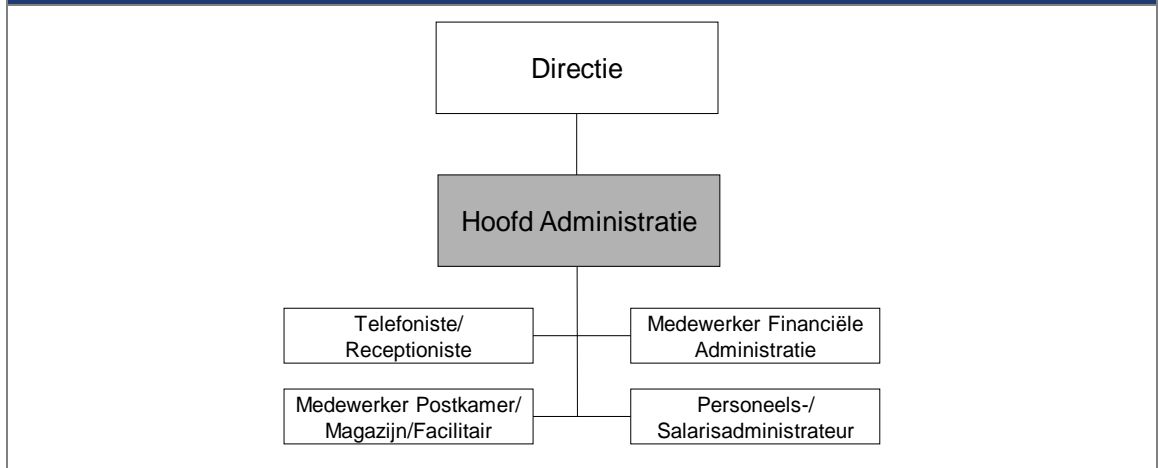 Directie
Hoofd Administratie
Telefoniste/
Receptioniste
Medewerker Financiële
Administratie
Medewerker Postkamer/
Magazijn/Facilitair
Personeels-/
Salarisadministrateur